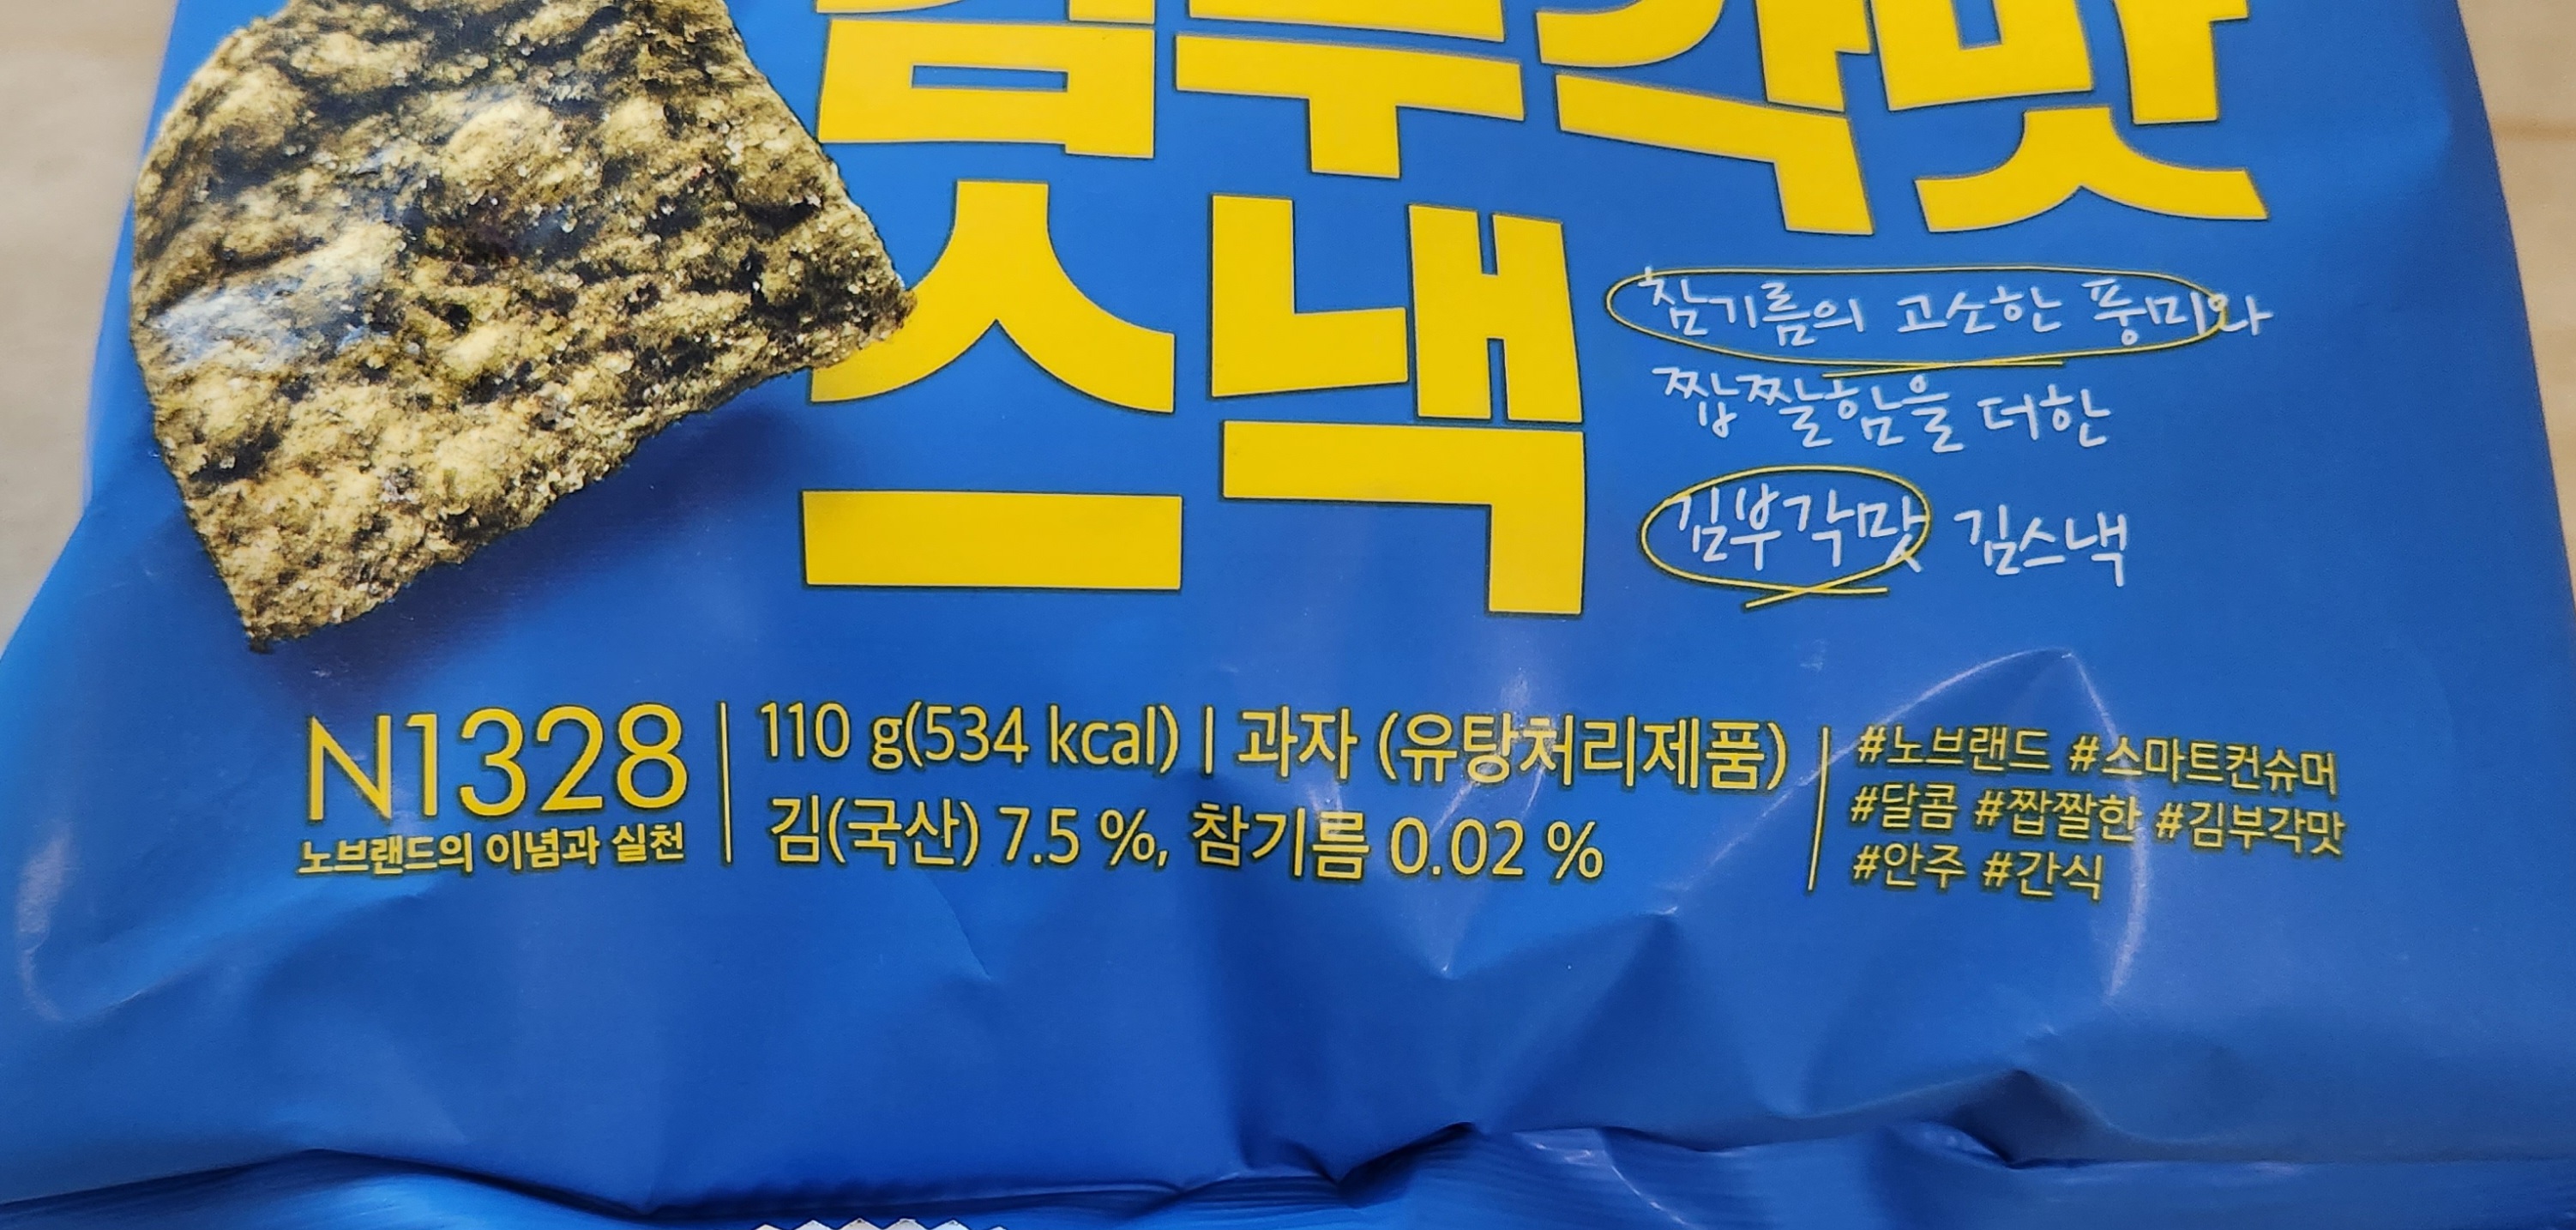 김부각맛
스낵
참기름의 고소한 풍미와
짭짤함을 더한
김부각맛 김스낵
N1328
노브랜드의 이념과 실천
110 g(534 kcal) | 과자 (유탕처리제품)
김(국산) 7.5 %, 참기름 0.02 %
#노브랜드 #스마트컨슈머
#달콤 #짭짤한 #김부각맛
#안주 #간식